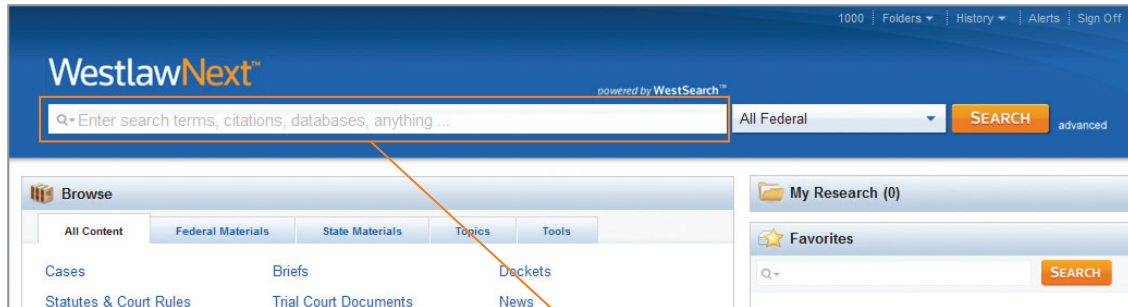 1000 Folders History Alerts Sign Off
WestlawNext™
powered by WestSearch™
Enter search terms, citations, databases, anything ...
All Federal
SEARCH
advanced
Browse
All Content Federal Materials State Materials Topics Tools
Cases Briefs Dockets
Statutes & Court Rules Trial Court Documents News
My Research (0)
Favorites
SEARCH